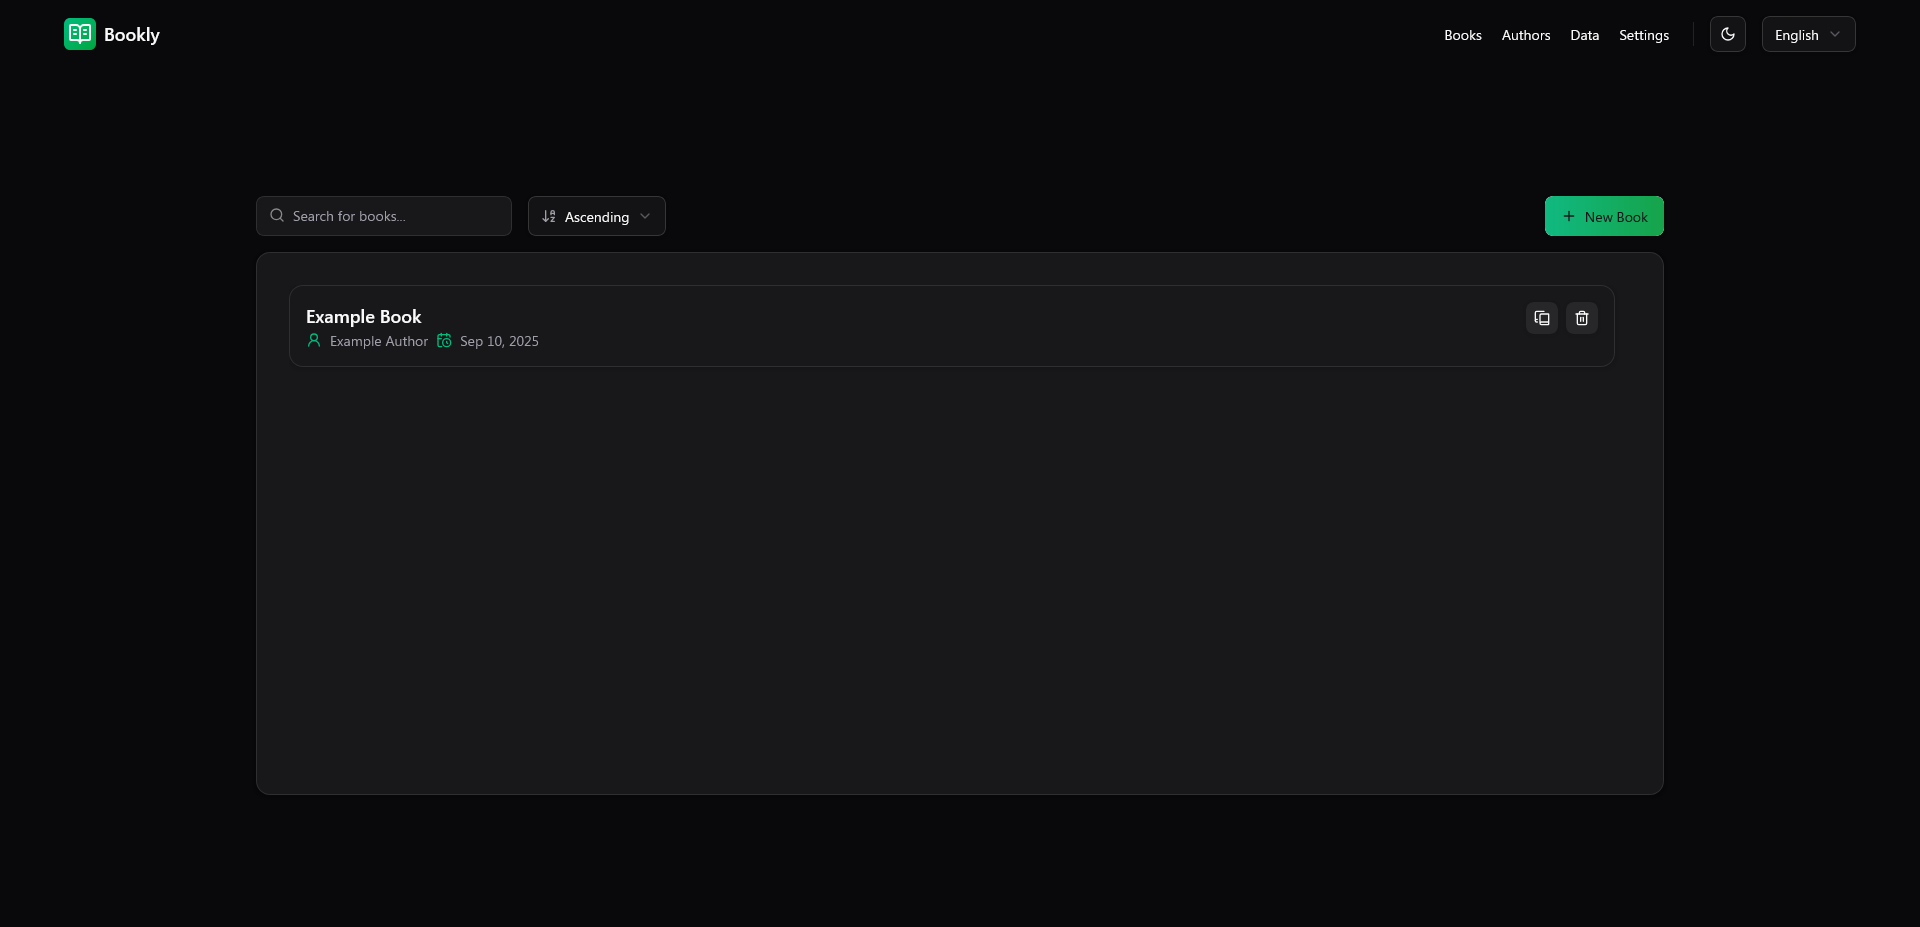 Bookly
Books Authors Data Settings English
Search for books... Ascending New Book
Example Book
Example Author Sep 10, 2025